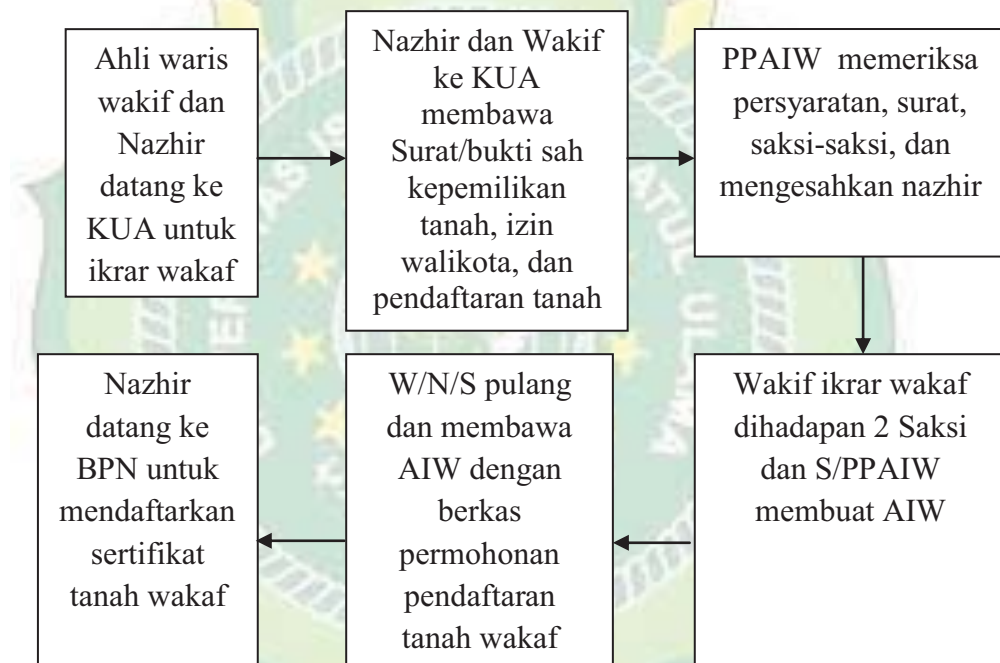 Ahli waris
wakif dan
Nazhir
datang ke
KUA untuk
ikrar wakaf
Nazhir dan Wakif
ke KUA
membawa
Surat/bukti sah
kepemilikan
tanah, izin
walikota, dan
pendaftaran tanah
PPAIW memeriksa
persyaratan, surat,
saksi-saksi, dan
mengesahkan nazhir
Wakif ikrar wakaf
dihadapan 2 Saksi
dan S/PPAIW
membuat AIW
W/N/S pulang
dan membawa
AIW dengan
berkas
permohonan
pendaftaran
tanah wakaf
Nazhir
datang ke
BPN untuk
mendaftarkan
sertifikat
tanah wakaf